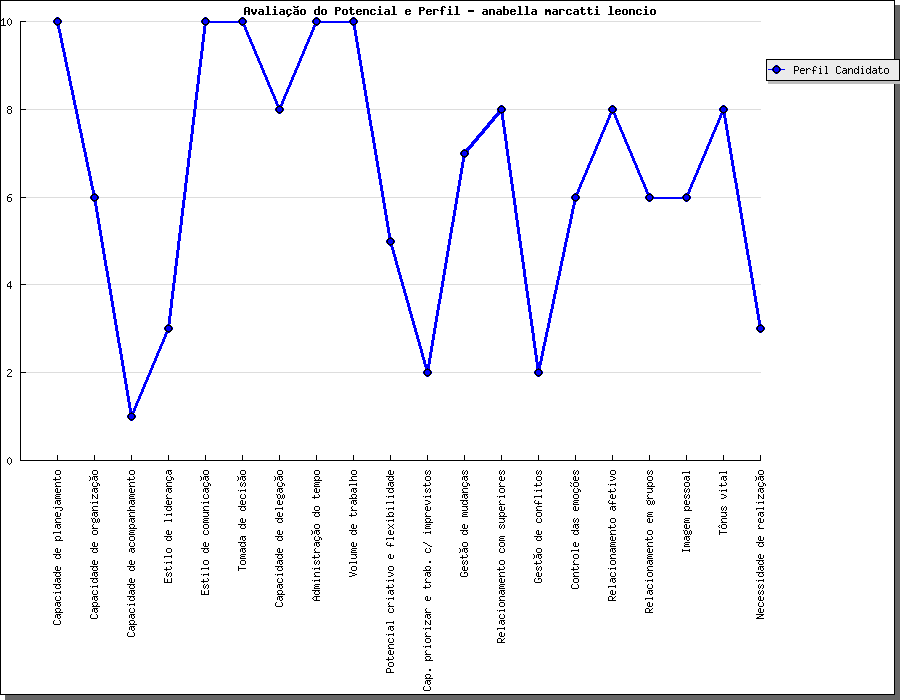 Avaliação do Potencial e Perfil - anabella marcatti leoncio
Perfil Candidato
10
8
6
4
2
0
Capacidade de planejamento
Capacidade de organização
Capacidade de acompanhamento
Estilo de liderança
Estilo de comunicação
Tomada de decisão
Capacidade de delegação
Administração do tempo
Volume de trabalho
Potencial criativo e flexibilidade
Cap. priorizar e trab. c/ imprevistos
Gestão de mudanças
Relacionamento com superiores
Gestão de conflitos
Controle das emoções
Relacionamento afetivo
Relacionamento em grupos
Imagem pessoal
Tônus vital
Necessidade de realização